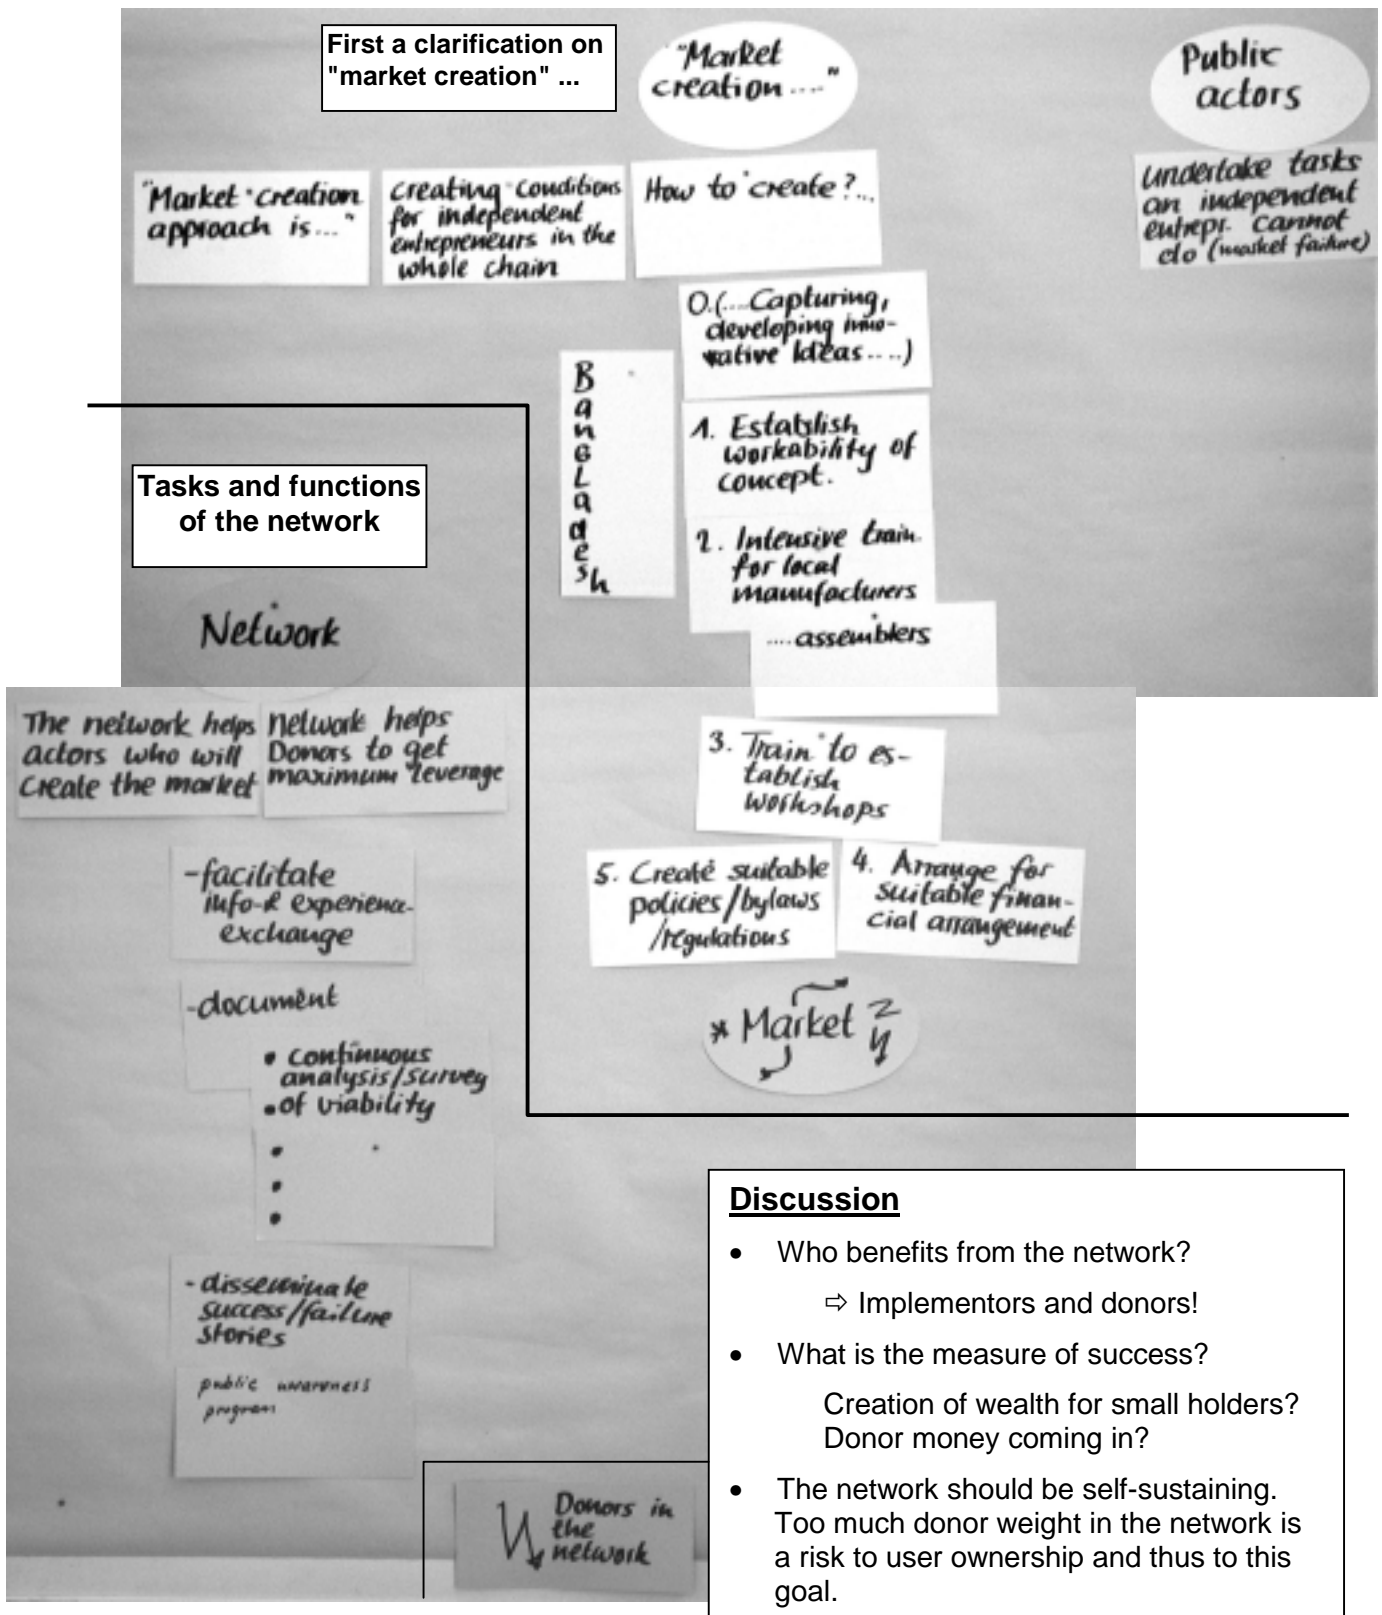 First a clarification on
"market creation" ...
"Market
creation ...."
Public
actors
"Market creation
approach is..."
creating conditions
for independent
entrepreneurs in the
whole chain
How to create?...
undertake tasks
an independent
entrepr. cannot
do (market failure)
0.(....Capturing,
developing inno-
vative Ideas....)
BangLadesh
1. Establish
workability of
concept.
2. Intensive train.
for local
manufacturers
....assemblers
Tasks and functions
of the network
Network
The network helps
actors who will
create the market
network helps
Donors to get
maximum leverage
3. Train to es-
tablish
workshops
-facilitate
info-& experience-
exchange
5. Create suitable
policies/bylaws
/regulations
4. Arrange for
suitable finan-
cial arrangement
-document
• continuous
analysis/survey
• of viability
•
•
•
* Market
- disseminate
success/failure
stories
public awareness
program
Donors in
the
network
Discussion
• Who benefits from the network?
⇨ Implementors and donors!
• What is the measure of success?
Creation of wealth for small holders?
Donor money coming in?
• The network should be self-sustaining.
Too much donor weight in the network is
a risk to user ownership and thus to this
goal.